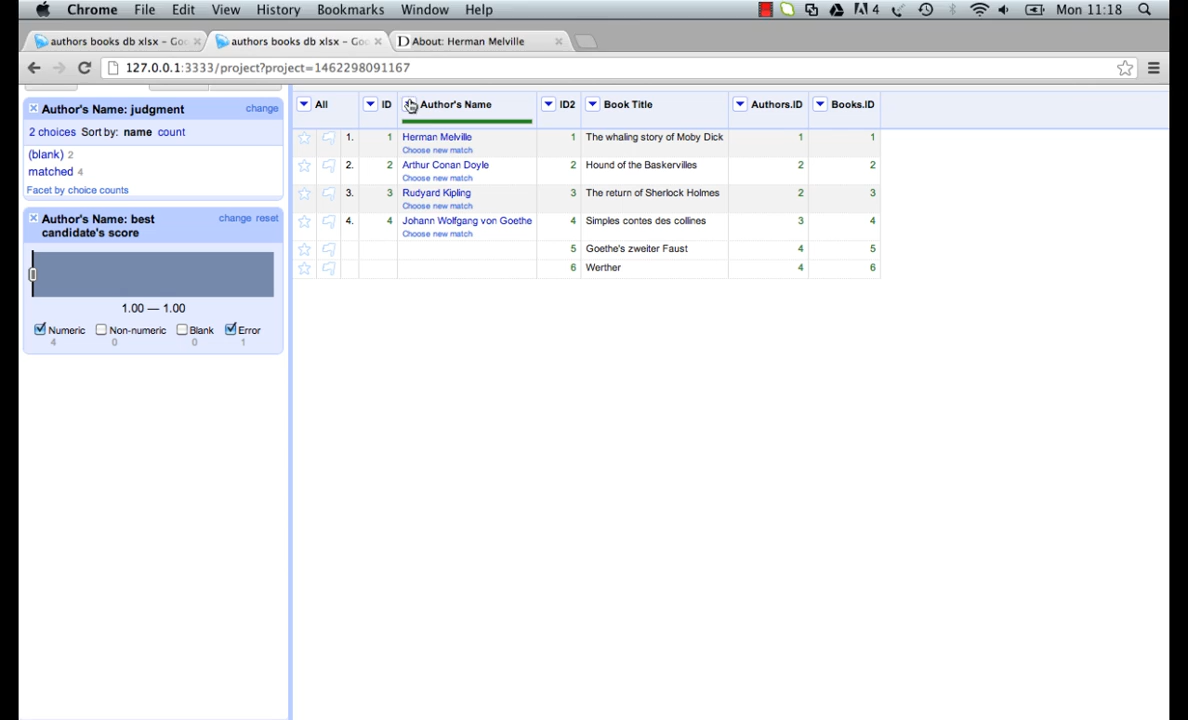 Chrome File Edit View History Bookmarks Window Help 4 Mon 11:18
authors books db xlsx – Go authors books db xlsx – Goo About: Herman Melville
127.0.0.1:3333/project?project=1462298091167
Author's Name: judgment change
2 choices Sort by: name count
(blank) 2
matched 4
Facet by choice counts
Author's Name: best candidate's score change reset
1.00 — 1.00
Numeric Non-numeric Blank Error
4 0 0 1
All ID Author's Name ID2 Book Title Authors.ID Books.ID
1. 1 Herman Melville 1 The whaling story of Moby Dick 1 1
Choose new match
2. 2 Arthur Conan Doyle 2 Hound of the Baskervilles 2 2
Choose new match
3. 3 Rudyard Kipling 3 The return of Sherlock Holmes 2 3
Choose new match
4. 4 Johann Wolfgang von Goethe 4 Simples contes des collines 3 4
Choose new match
5 Goethe's zweiter Faust 4 5
6 Werther 4 6